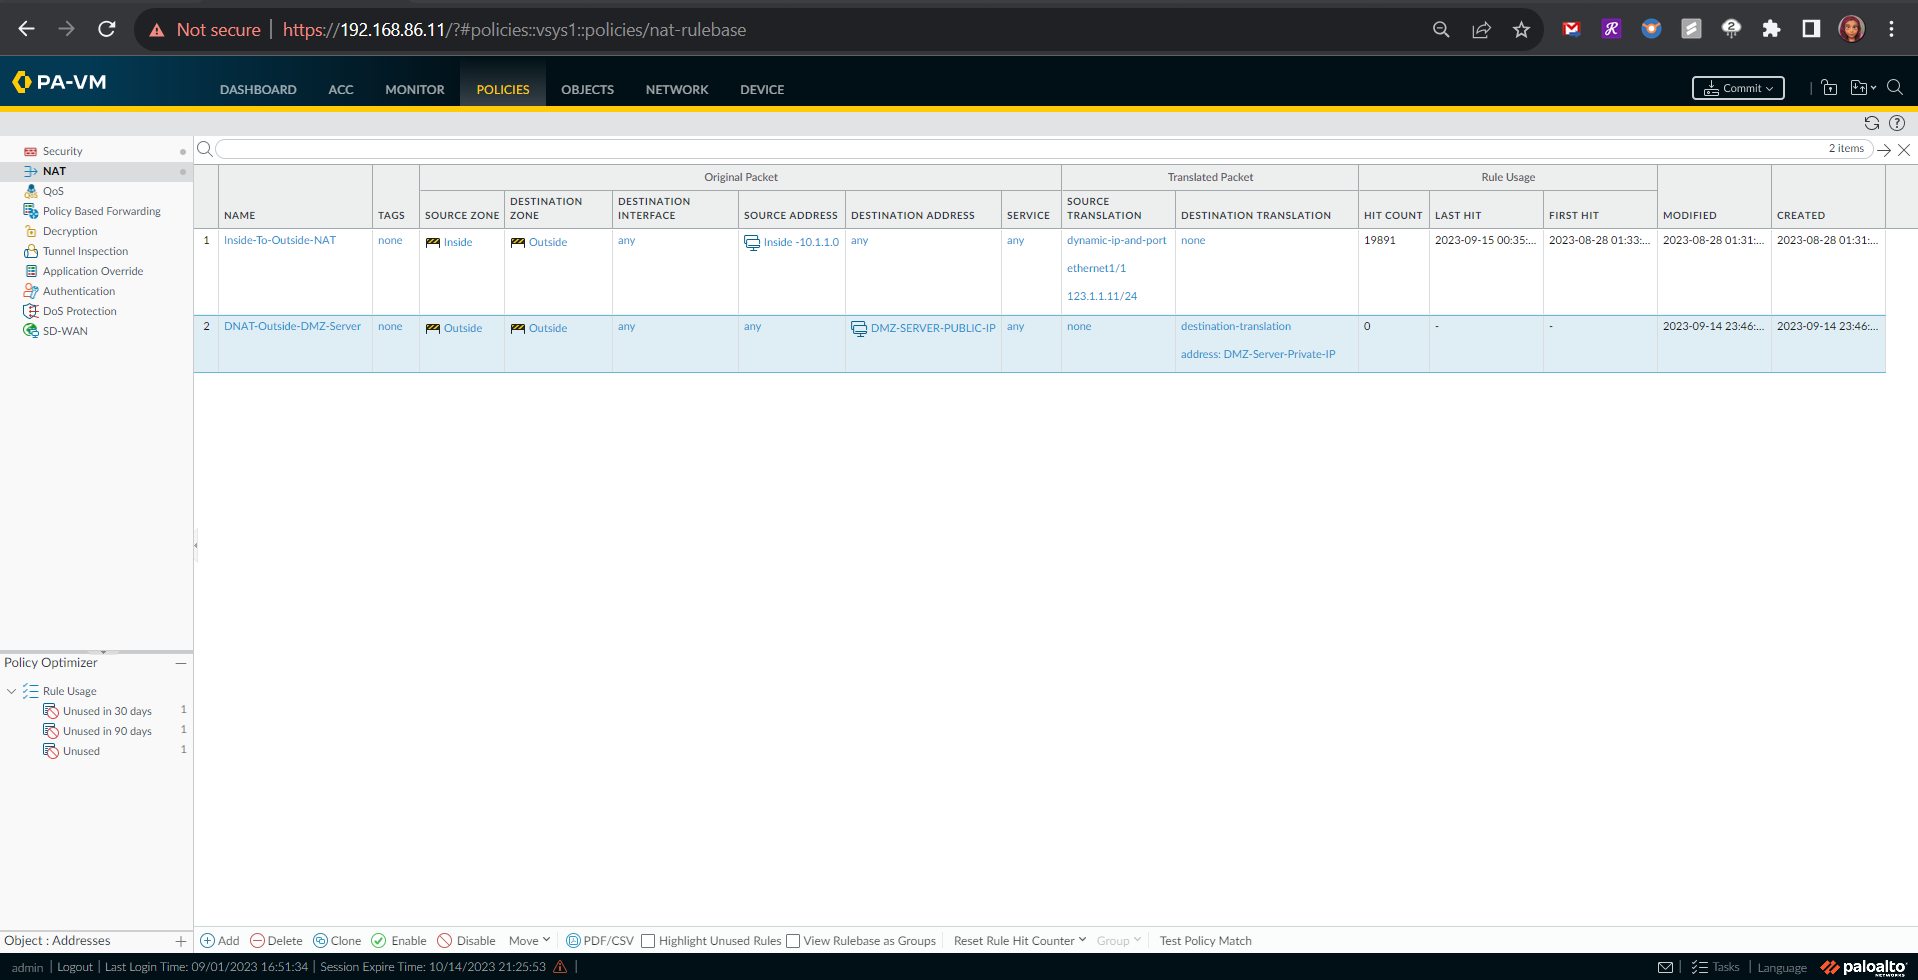 Not secure | https://192.168.86.11/?#policies::vsys1::policies/nat-rulebase
PA-VM
DASHBOARD ACC MONITOR POLICIES OBJECTS NETWORK DEVICE
Commit
Security
NAT
QoS
Policy Based Forwarding
Decryption
Tunnel Inspection
Application Override
Authentication
DoS Protection
SD-WAN
2 items
Original Packet Translated Packet Rule Usage
NAME TAGS SOURCE ZONE DESTINATION ZONE DESTINATION INTERFACE SOURCE ADDRESS DESTINATION ADDRESS SERVICE SOURCE TRANSLATION DESTINATION TRANSLATION HIT COUNT LAST HIT FIRST HIT MODIFIED CREATED
1 Inside-To-Outside-NAT none Inside Outside any Inside -10.1.1.0 any any dynamic-ip-and-port none 19891 2023-09-15 00:35:... 2023-08-28 01:33:... 2023-08-28 01:31:... 2023-08-28 01:31:...
ethernet1/1
123.1.1.11/24
2 DNAT-Outside-DMZ-Server none Outside Outside any any DMZ-SERVER-PUBLIC-IP any none destination-translation 0 - - 2023-09-14 23:46:... 2023-09-14 23:46:...
address: DMZ-Server-Private-IP
Policy Optimizer
Rule Usage
Unused in 30 days 1
Unused in 90 days 1
Unused 1
Object : Addresses
Add Delete Clone Enable Disable Move PDF/CSV Highlight Unused Rules View Rulebase as Groups Reset Rule Hit Counter Group Test Policy Match
admin | Logout | Last Login Time: 09/01/2023 16:51:34 | Session Expire Time: 10/14/2023 21:25:53 |
Tasks | Language paloalto NETWORKS